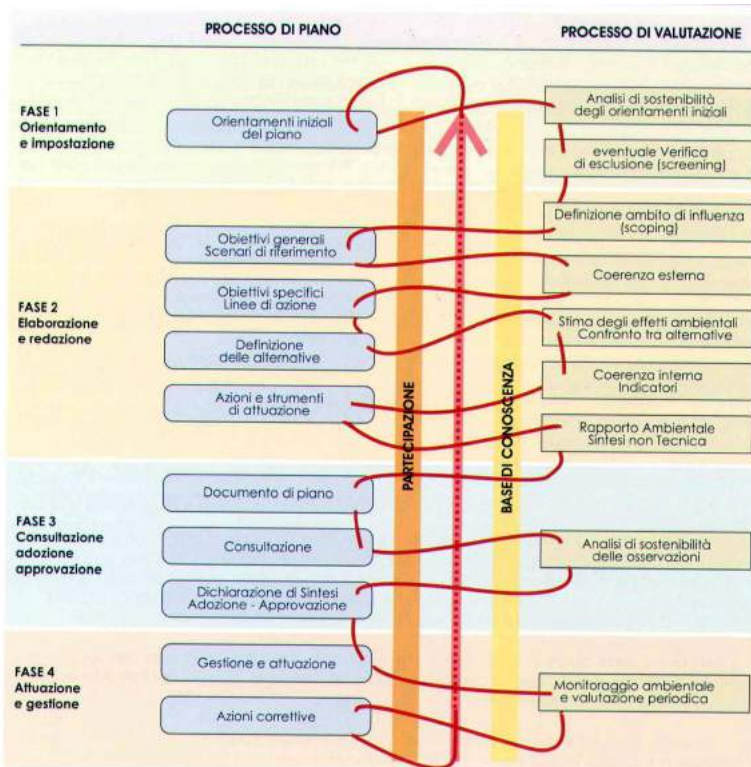 PROCESSO DI PIANO
PROCESSO DI VALUTAZIONE
FASE 1
Orientamento
e impostazione
Orientamenti iniziali
del piano
Analisi di sostenibilità
degli orientamenti iniziali
eventuale Verifica
di esclusione (screening)
FASE 2
Elaborazione
e redazione
Obiettivi generali
Scenari di riferimento
Obiettivi specifici
Linee di azione
Definizione
delle alternative
Azioni e strumenti
di attuazione
Definizione ambito di influenza
(scoping)
Coerenza esterna
Stima degli effetti ambientali
Confronto tra alternative
Coerenza interna
Indicatori
Rapporto Ambientale
Sintesi non Tecnica
PARTECIPAZIONE
BASE DI CONOSCENZA
FASE 3
Consultazione
adozione
approvazione
Documento di piano
Consultazione
Dichiarazione di Sintesi
Adozione - Approvazione
Analisi di sostenibilità
delle osservazioni
FASE 4
Attuazione
e gestione
Gestione e attuazione
Azioni correttive
Monitoraggio ambientale
e valutazione periodica